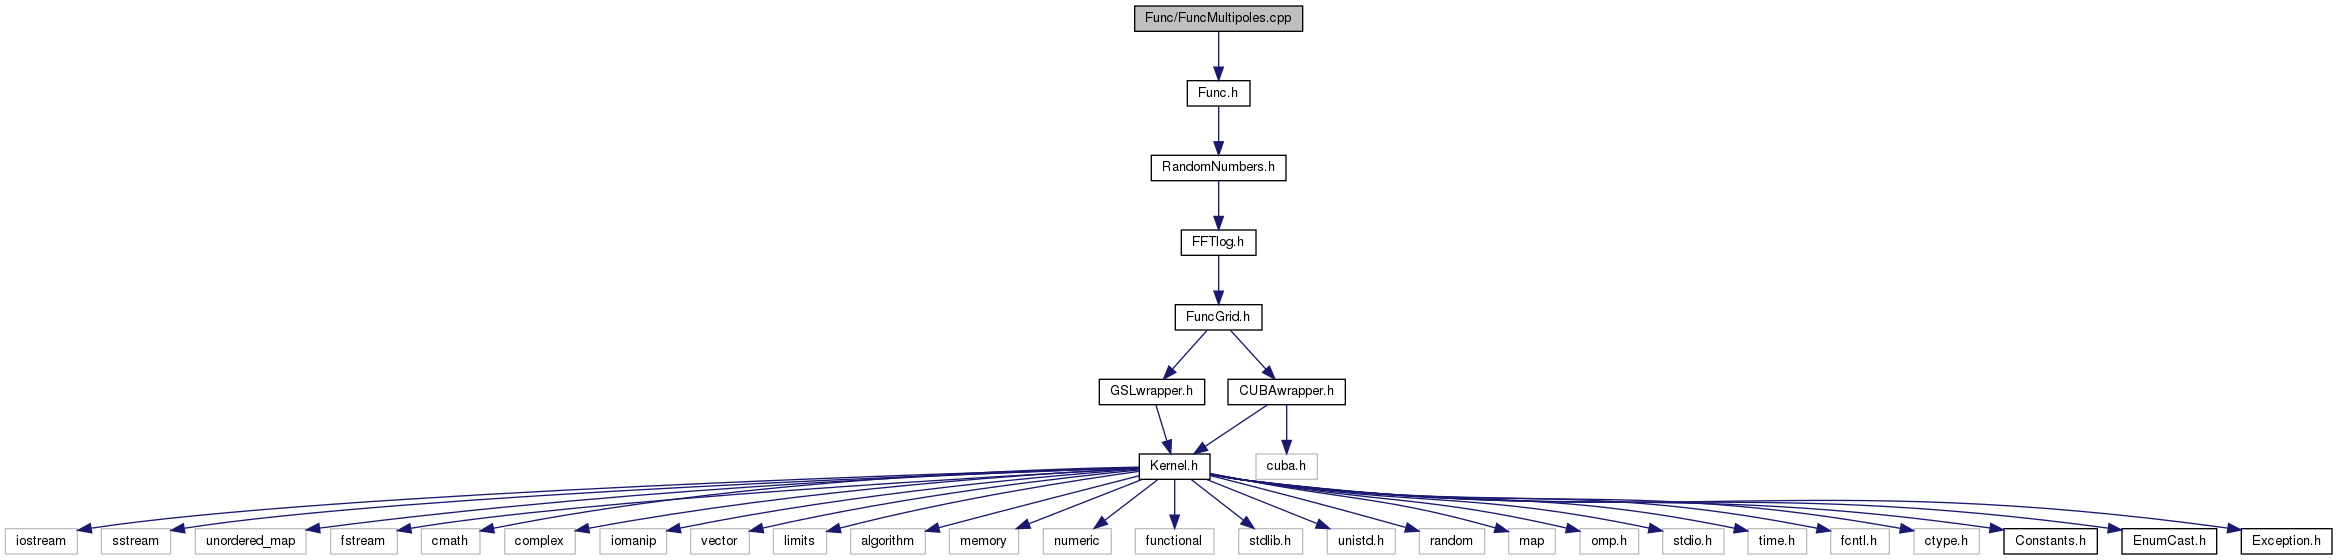 Func/FuncMultipoles.cpp
Func.h
RandomNumbers.h
FFTlog.h
FuncGrid.h
GSLwrapper.h
CUBAwrapper.h
Kernel.h
cuba.h
iostream
sstream
unordered_map
fstream
cmath
complex
iomanip
vector
limits
algorithm
memory
numeric
functional
stdlib.h
unistd.h
random
map
omp.h
stdio.h
time.h
fcntl.h
ctype.h
Constants.h
EnumCast.h
Exception.h